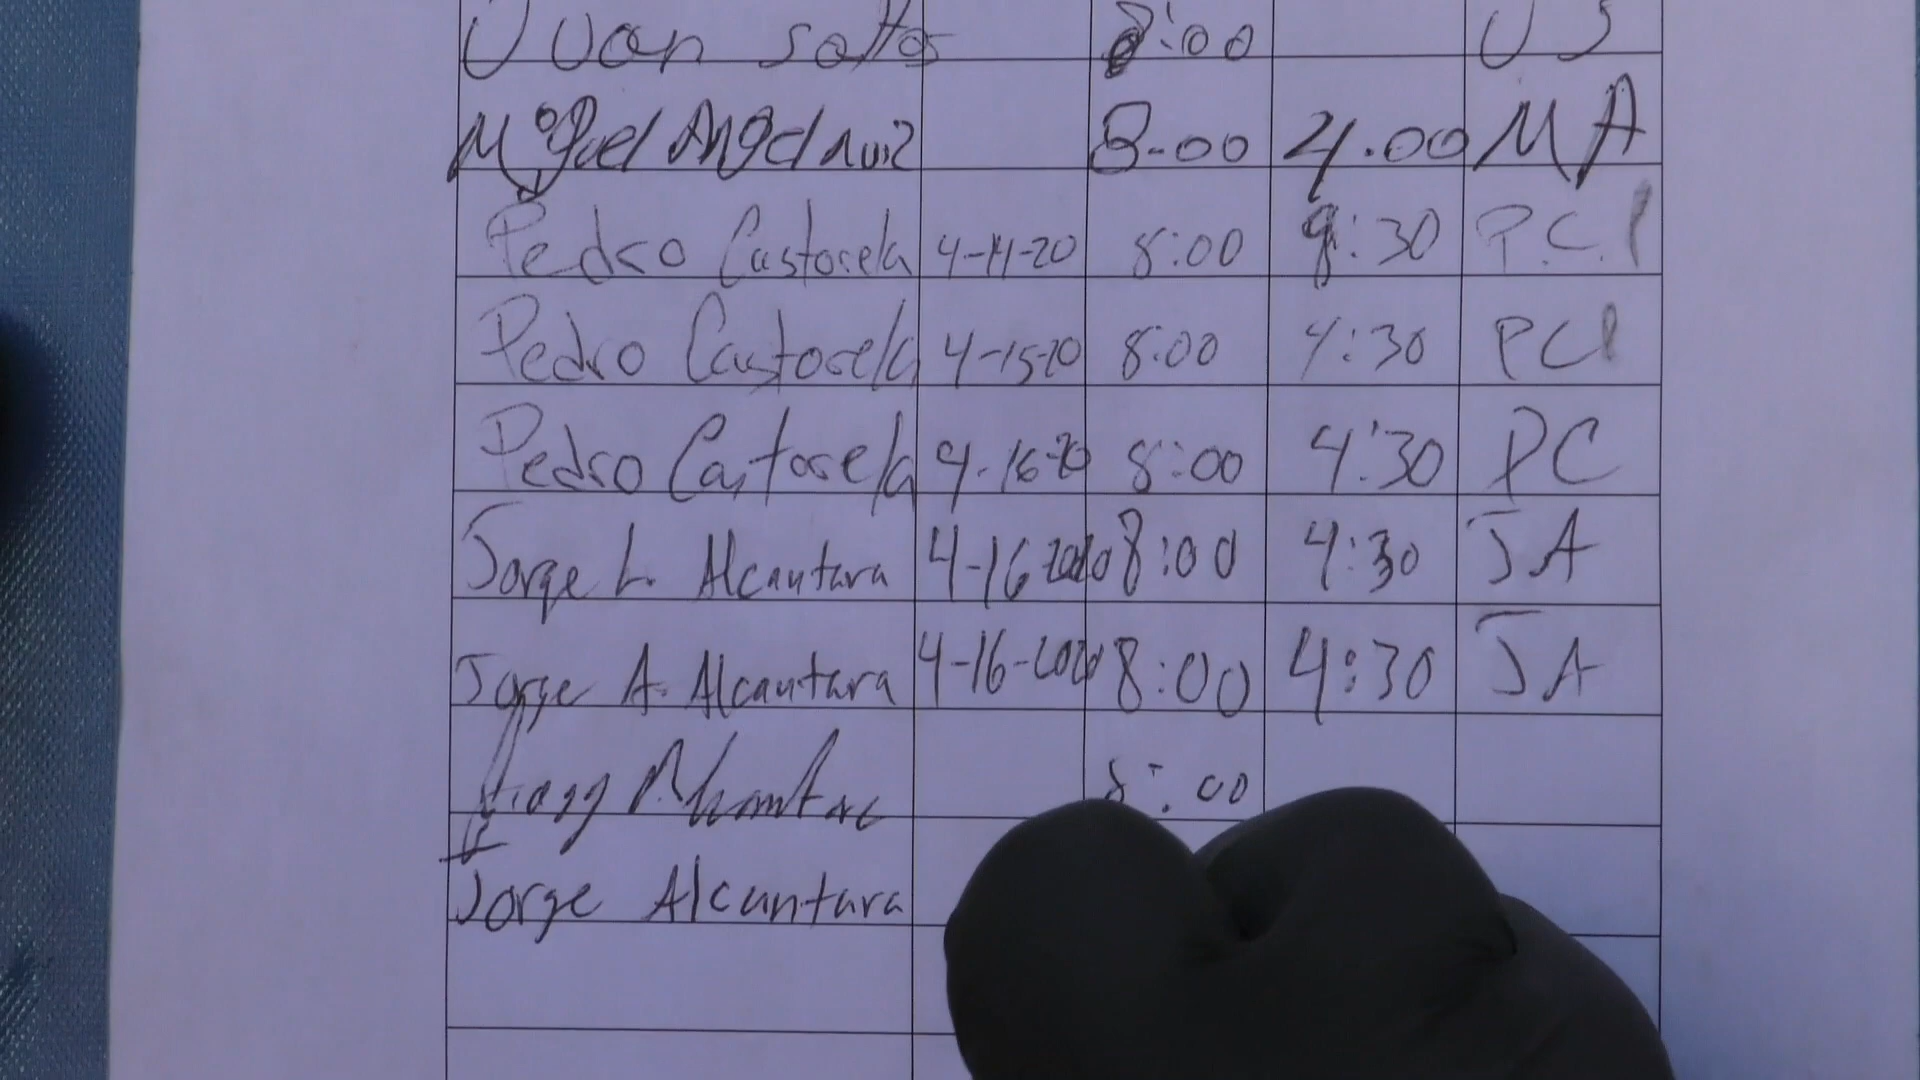 Juan Sotto 8:00 JS
Miguel Angel ruiz 8-00 4.00 MA
Pedro Castorela 4-14-20 8:00 4:30 P.C.
Pedro Castorela 4-15-20 8:00 4:30 PC
Pedro Castorela 4-16-20 8:00 4:30 PC
Jorge L. Alcantara 4-16 2020 8:00 4:30 JA
Jorge A. Alcantara 4-16-2020 8:00 4:30 JA
8:00
Jorge Alcantara